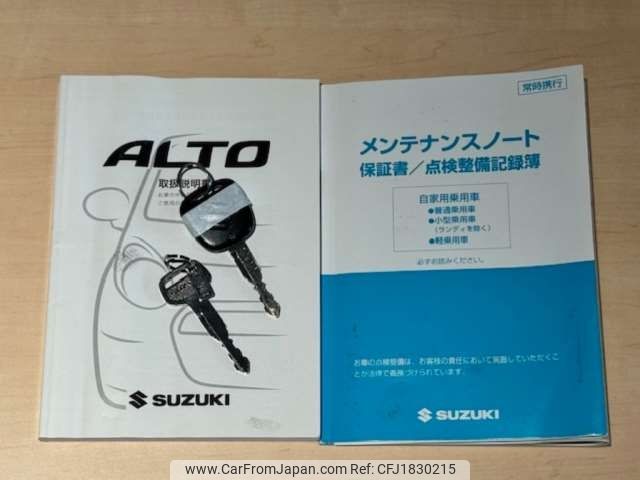 ALTO
取扱説明
SUZUKI
常時携行
メンテナンスノート
保証書／点検整備記録簿
自家用乗用車
●普通乗用車
●小型乗用車
(ランディを除く)
●軽乗用車
必ずお読みください。
お車の点検整備は、お客様の責任において実施していただくこ
とが法律で義務づけられています。
SUZUKI
www.CarFromJapan.com CFJ1830215